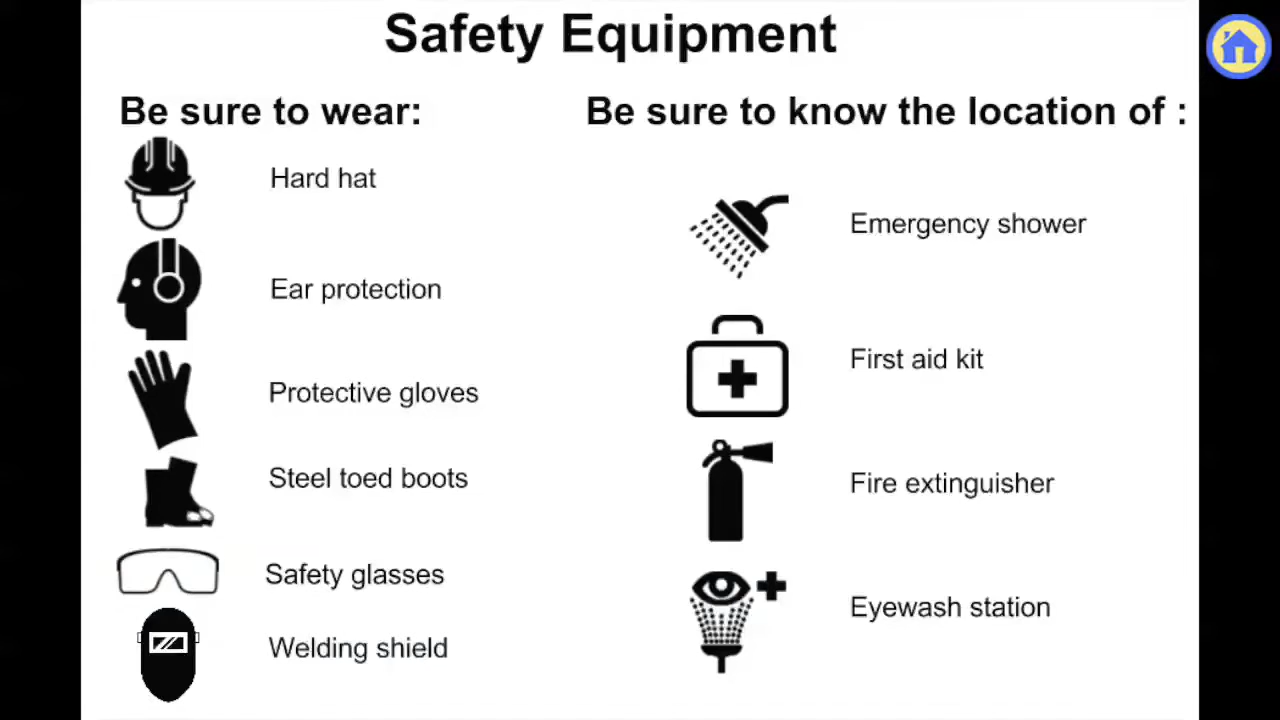 Safety Equipment
Be sure to wear:
Hard hat
Ear protection
Protective gloves
Steel toed boots
Safety glasses
Welding shield
Be sure to know the location of :
Emergency shower
First aid kit
Fire extinguisher
Eyewash station